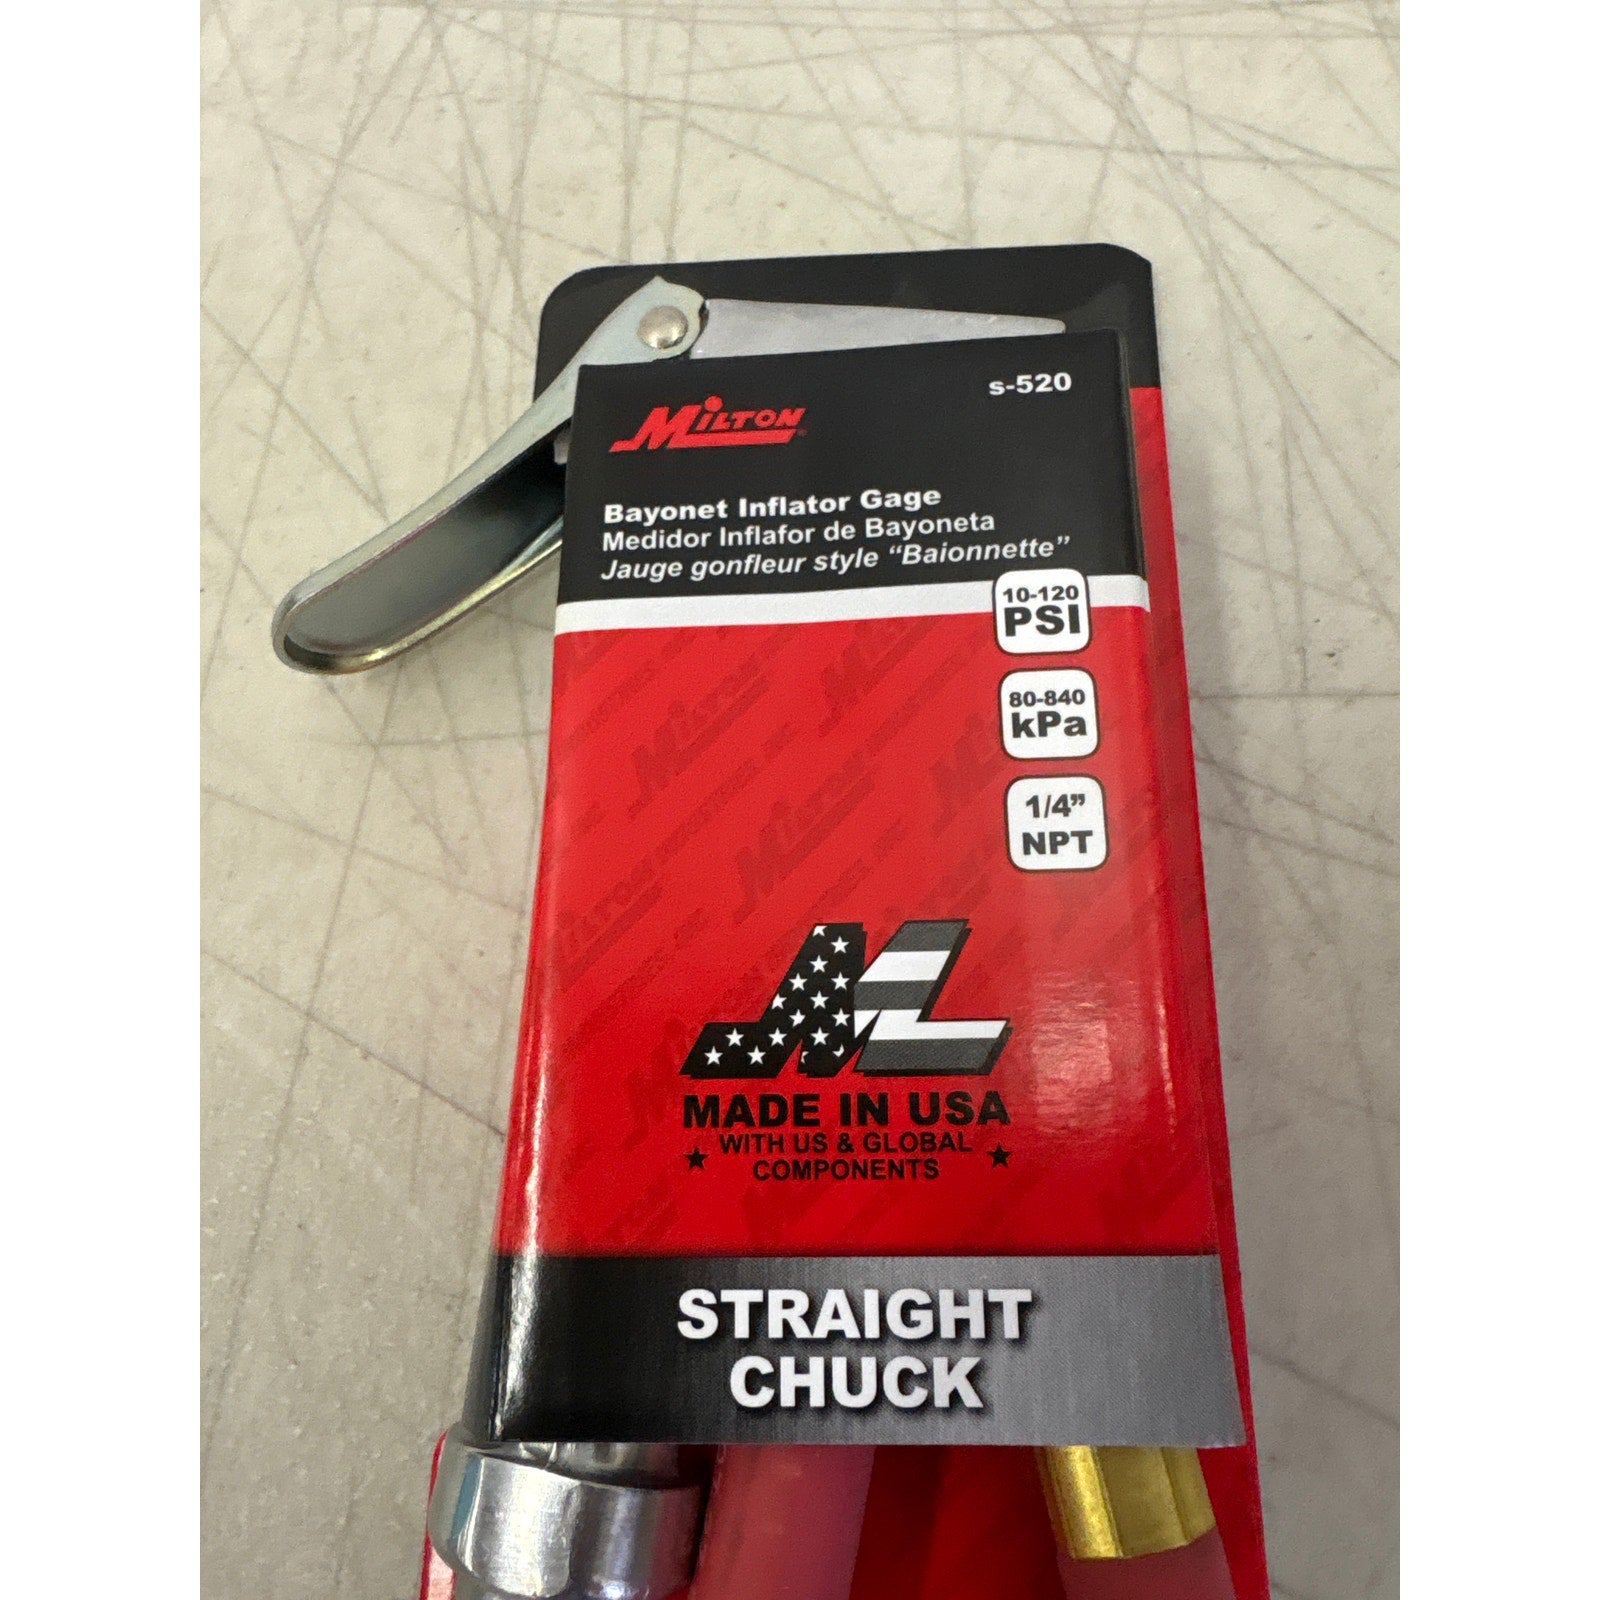 MILTON
s-520
Bayonet Inflator Gage
Medidor Inflafor de Bayoneta
Jauge gonfleur style “Baionnette”
10-120
PSI
80-840
kPa
1/4”
NPT
MADE IN USA
WITH US & GLOBAL
COMPONENTS
STRAIGHT
CHUCK